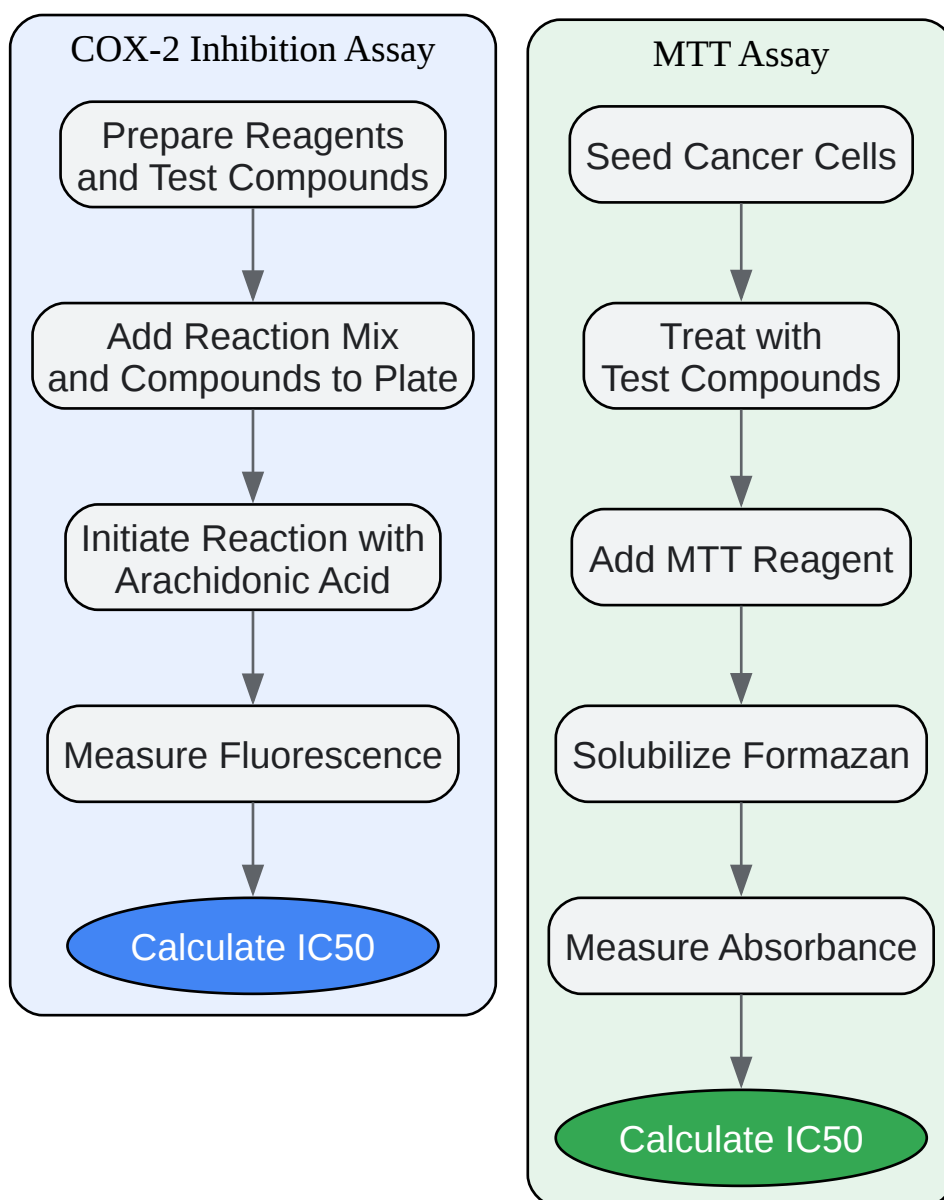 COX-2 Inhibition Assay
Prepare Reagents
and Test Compounds
Add Reaction Mix
and Compounds to Plate
Initiate Reaction with
Arachidonic Acid
Measure Fluorescence
Calculate IC50
MTT Assay
Seed Cancer Cells
Treat with
Test Compounds
Add MTT Reagent
Solubilize Formazan
Measure Absorbance
Calculate IC50